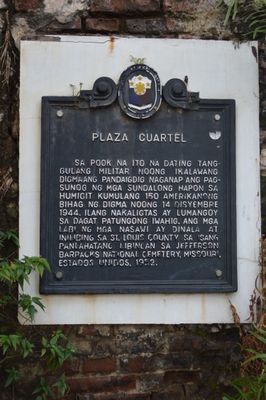 PLAZA CUARTEL
SA POOK NA ITO NA DATING TANG-
GULANG MILITAR NOONG IKALAWANG
DIGMAANG PANDAIGDIG NAGANAP ANG PAG-
SUNOG NG MGA SUNDALONG HAPON SA
HUMIGIT KUMULANG 150 AMERIKANONG
BIHAG NG DIGMA NOONG 14 DISYEMBRE
1944. ILANG NAKALIGTAS AY LUMANGOY
SA DAGAT PATUNGONG IWAHIG. ANG MGA
LABI NG MGA NASAWI AY DINALA AT
INILIBING SA ST. LOUIS COUNTY SA ISANG
PANLAHATANG LIBINGAN SA JEFFERSON
BARRACKS NATIONAL CEMETERY, MISSOURI,
ESTADOS UNIDOS, 1952.